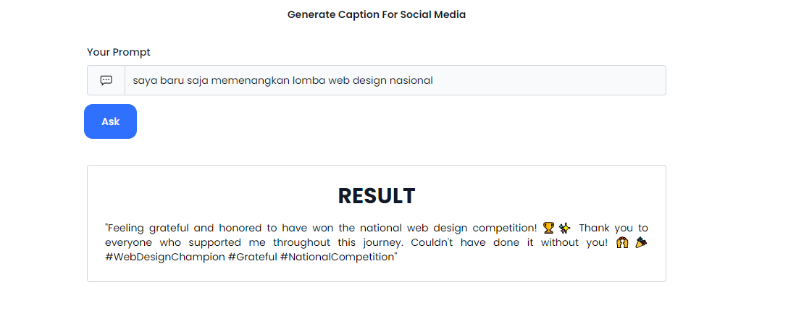 Generate Caption For Social Media
Your Prompt
saya baru saja memenangkan lomba web design nasional
Ask
RESULT
"Feeling grateful and honored to have won the national web design competition! 🏆✨ Thank you to
everyone who supported me throughout this journey. Couldn't have done it without you! 🙌🎉
#WebDesignChampion #Grateful #NationalCompetition"